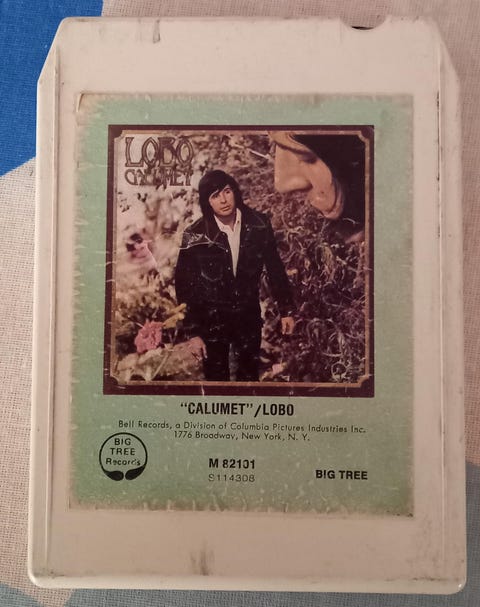 LOBO
CALUMET
"CALUMET"/LOBO
Bell Records, a Division of Columbia Pictures Industries Inc.
1776 Broadway, New York, N. Y.
BIG
TREE
Records
M 82101
S114308
BIG TREE